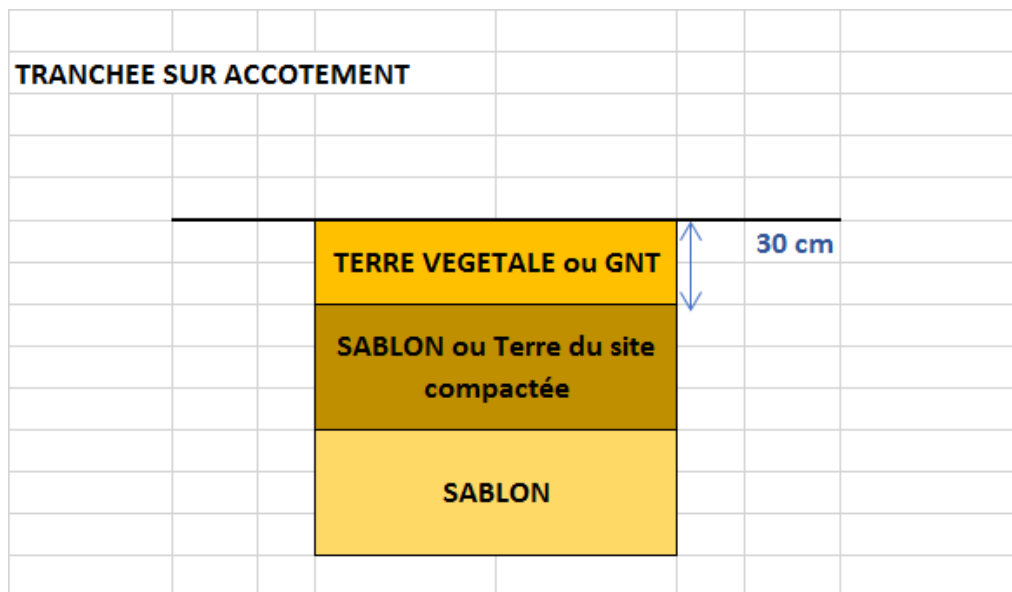 TRANCHEE SUR ACCOTEMENT
30 cm
TERRE VEGETALE ou GNT
SABLON ou Terre du site
compactée
SABLON